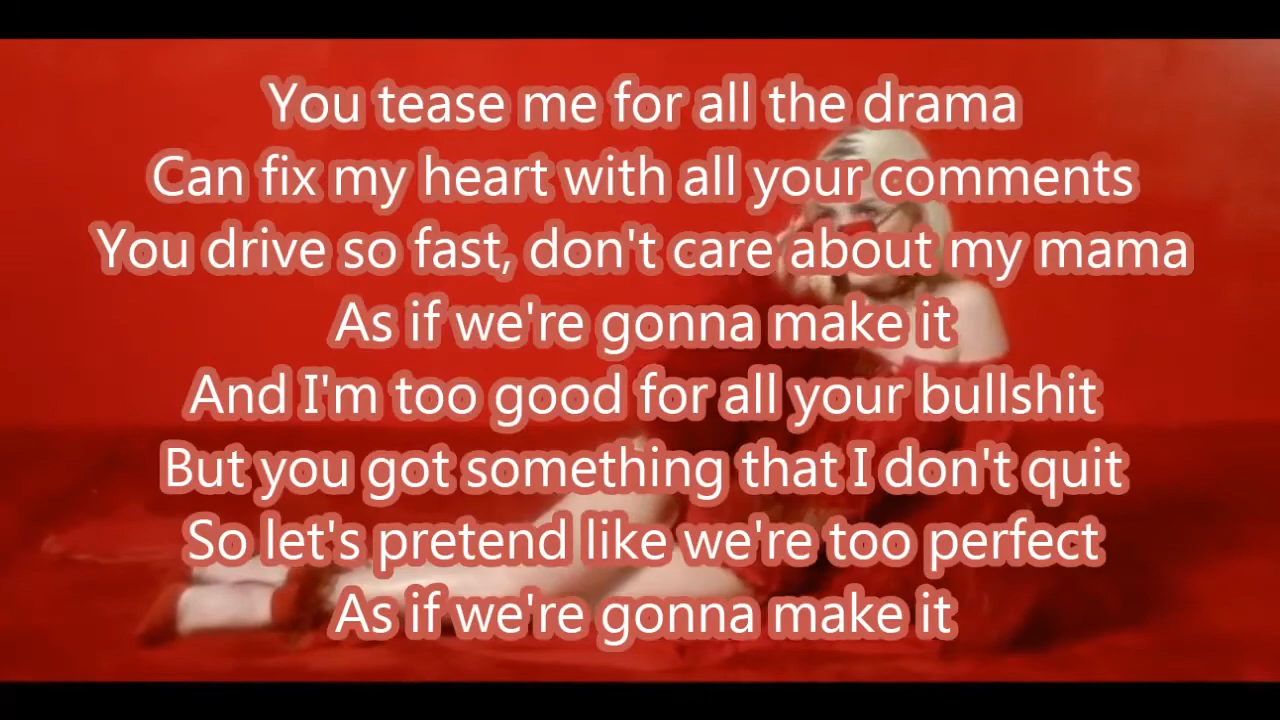 You tease me for all the drama
Can fix my heart with all your comments
You drive so fast, don't care about my mama
As if we're gonna make it
And I'm too good for all your bullshit
But you got something that I don't quit
So let's pretend like we're too perfect
As if we're gonna make it